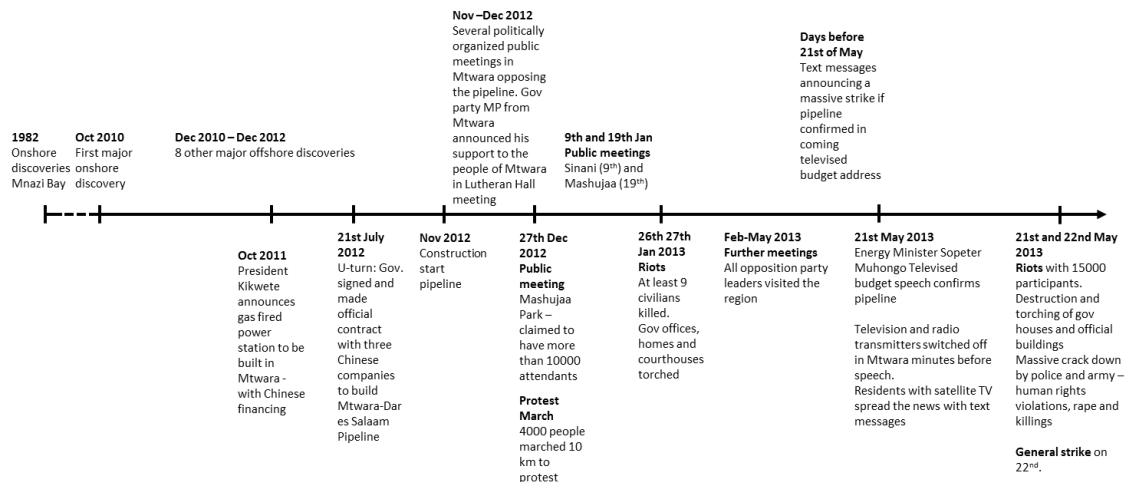 Nov –Dec 2012
Several politically
organized public
meetings in
Mtwara opposing
the pipeline. Gov
party MP from
Mtwara
announced his
support to the
people of Mtwara
in Lutheran Hall
meeting
Days before
21st of May
Text messages
announcing a
massive strike if
pipeline
confirmed in
coming
televised
budget address
1982
Onshore
discoveries
Mnazi Bay
Oct 2010
First major
onshore
discovery
Dec 2010 – Dec 2012
8 other major offshore discoveries
9th and 19th Jan
Public meetings
Sinani (9th) and
Mashujaa (19th)
Oct 2011
President
Kikwete
announces
gas fired
power
station to be
built in
Mtwara -
with Chinese
financing
21st July
2012
U-turn: Gov.
signed and
made
official
contract
with three
Chinese
companies
to build
Mtwara-Dar
es Salaam
Pipeline
Nov 2012
Construction
start
pipeline
27th Dec
2012
Public
meeting
Mashujaa
Park –
claimed to
have more
than 10000
attendants
Protest
March
4000 people
marched 10
km to
protest
26th 27th
Jan 2013
Riots
At least 9
civilians
killed.
Gov offices,
homes and
courthouses
torched
Feb-May 2013
Further meetings
All opposition party
leaders visited the
region
21st May 2013
Energy Minister Sopeter
Muhongo Televised
budget speech confirms
pipeline
Television and radio
transmitters switched off
in Mtwara minutes before
speech.
Residents with satellite TV
spread the news with text
messages
21st and 22nd May
2013
Riots with 15000
participants.
Destruction and
torching of gov
houses and official
buildings
Massive crack down
by police and army –
human rights
violations, rape and
killings
General strike on
22nd.